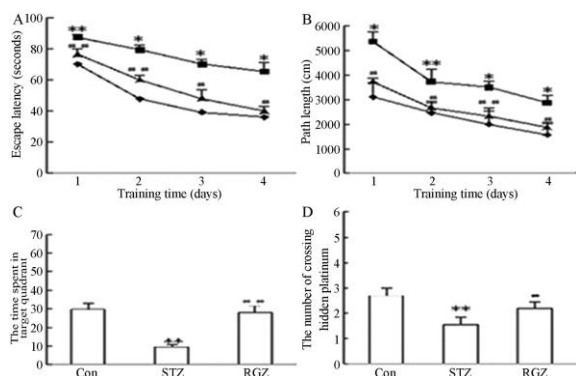 A
Escape latency (seconds)
100
80
60
40
20
0
** * * *
1 2 3 4
Training time (days)
B
Path length (cm)
6000
5000
4000
3000
2000
1000
0
* ** * *
1 2 3 4
Training time (days)
C
The time spent in
target quadrant
70
60
50
40
30
20
10
0
**
Con STZ RGZ
D
The number of crossing
hidden platinum
6
5
4
3
2
1
0
**
Con STZ RGZ